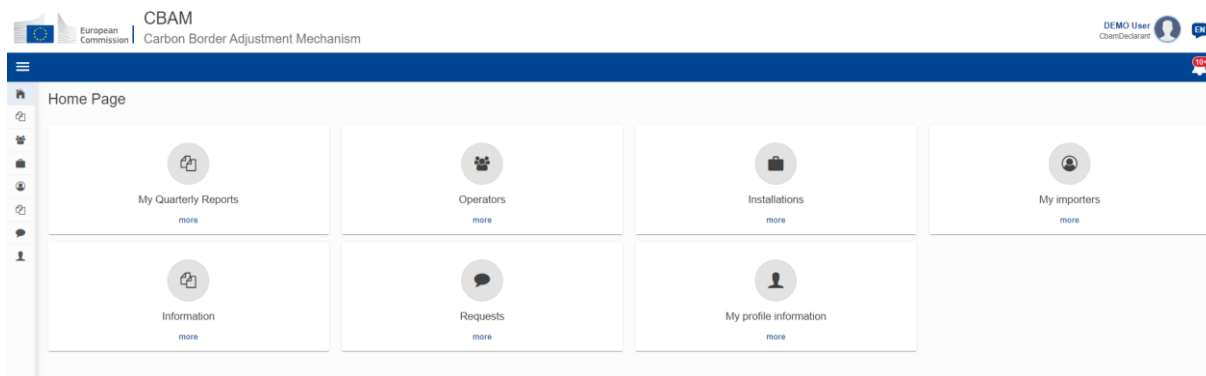 European
Commission
CBAM
Carbon Border Adjustment Mechanism
DEMO User
CbamDeclarant
EN
10+
Home Page
My Quarterly Reports
more
Operators
more
Installations
more
My importers
more
Information
more
Requests
more
My profile information
more